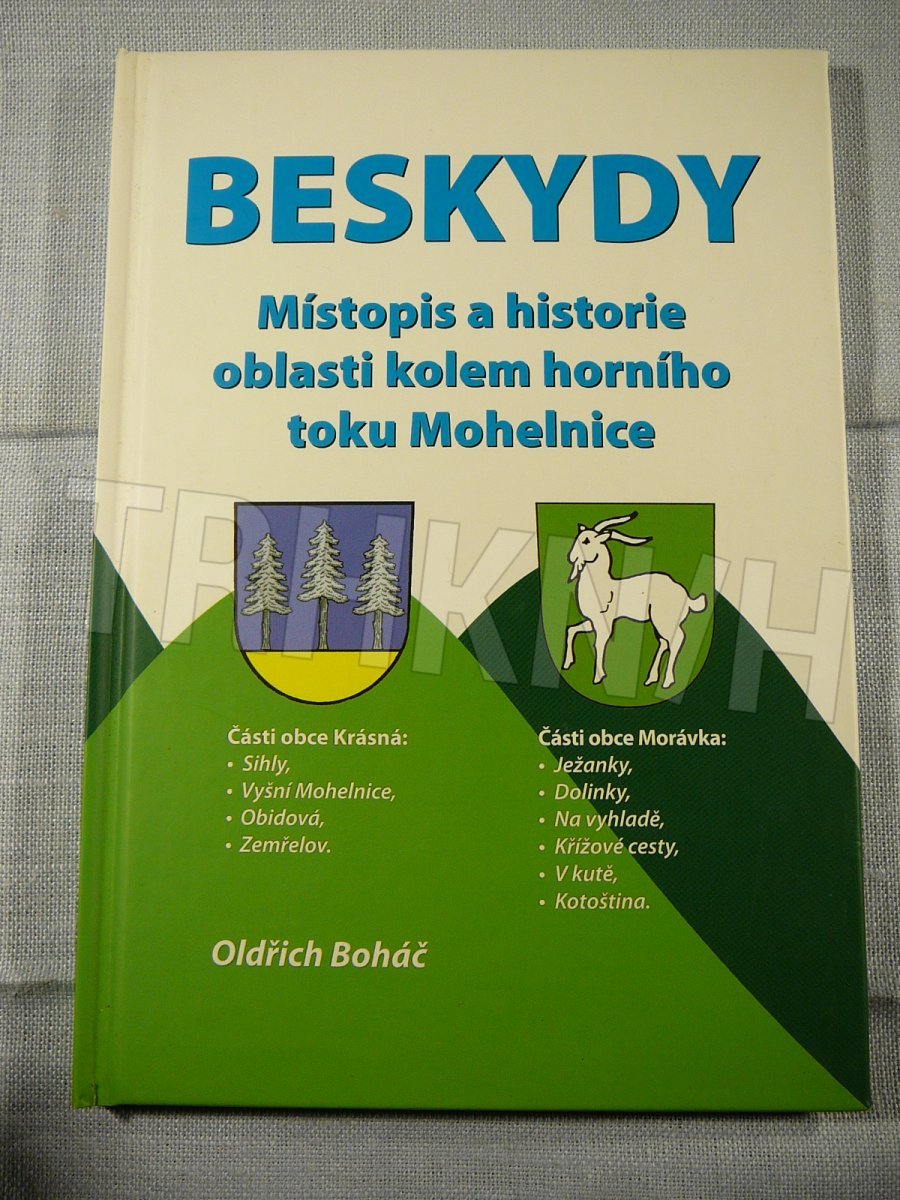 BESKYDY
Místopis a historie
oblasti kolem horního
toku Mohelnice
TRHKNIH
Části obce Krásná:
• Sihly,
• Vyšní Mohelnice,
• Obidová,
• Zemřelov.
Části obce Morávka:
• Ježanky,
• Dolinky,
• Na vyhladě,
• Křížové cesty,
• V kutě,
• Kotoština.
Oldřich Boháč